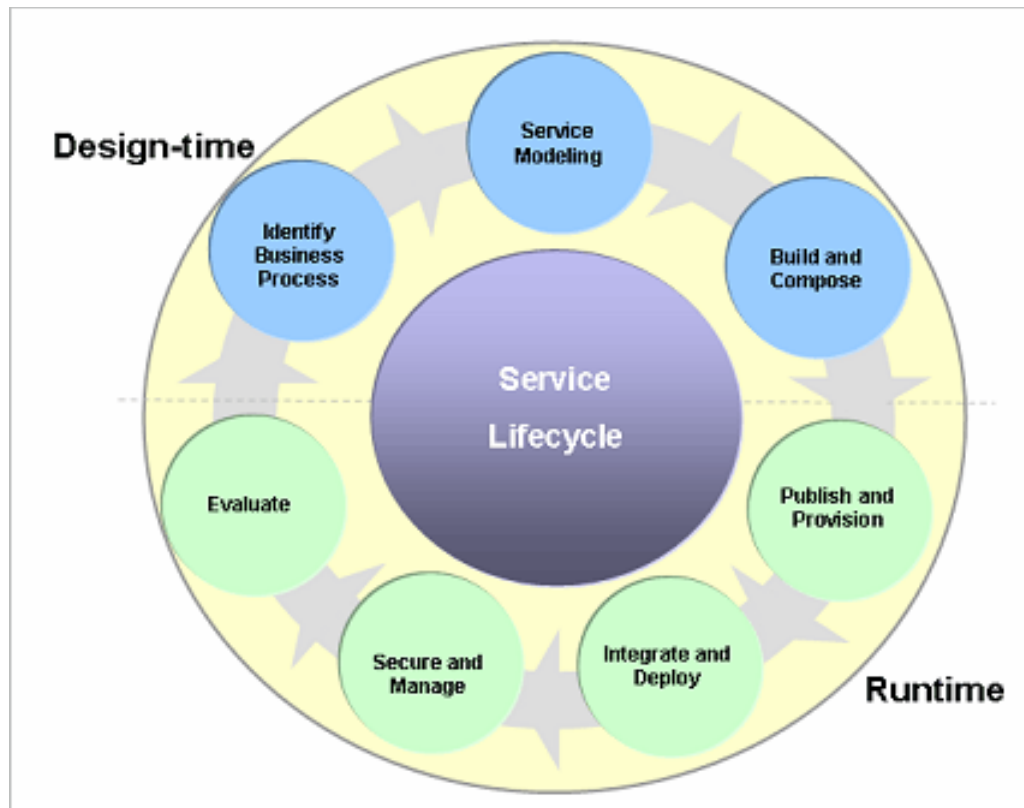 Design-time
Service
Modeling
Identify
Business
Process
Build and
Compose
Service
Lifecycle
Evaluate
Publish and
Provision
Secure and
Manage
Integrate and
Deploy
Runtime